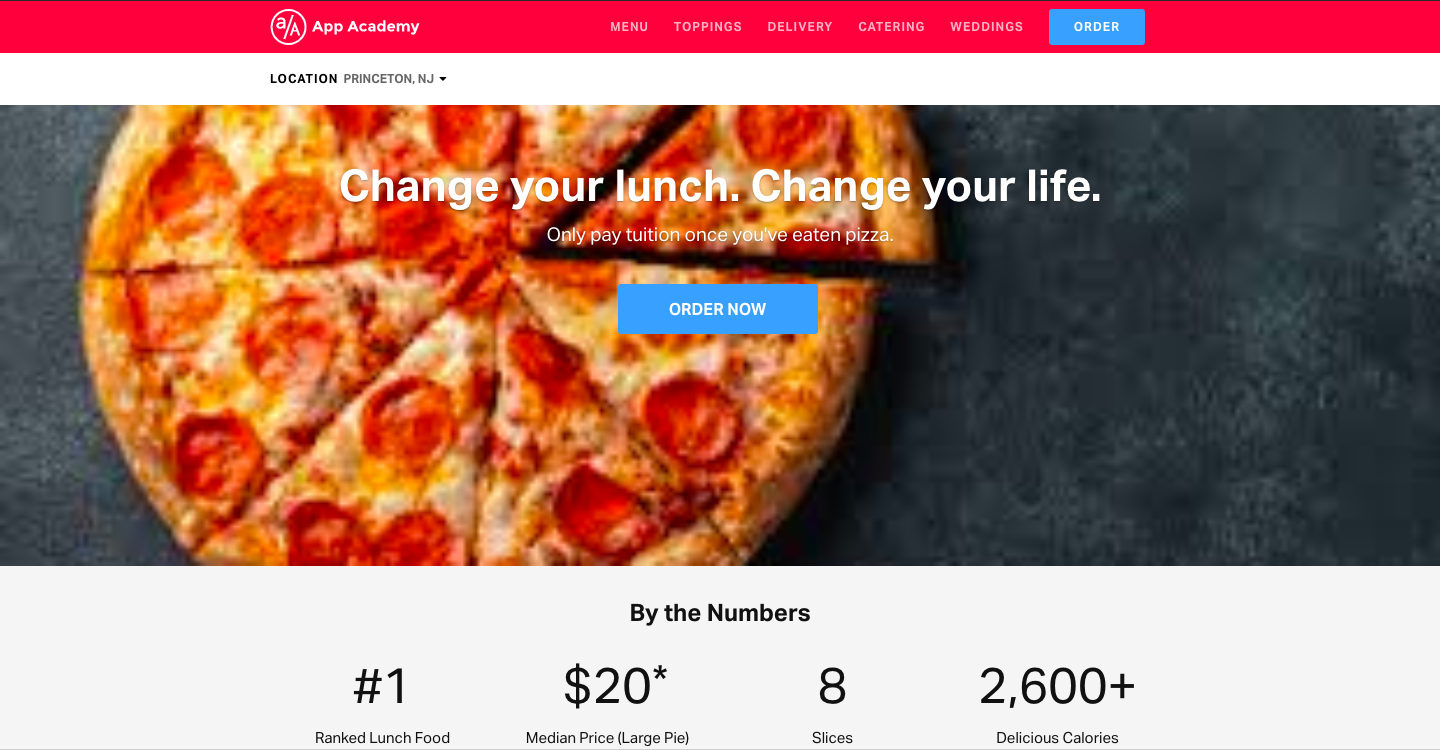 a/A App Academy MENU TOPPINGS DELIVERY CATERING WEDDINGS ORDER
LOCATION PRINCETON, NJ
Change your lunch. Change your life.
Only pay tuition once you've eaten pizza.
ORDER NOW
By the Numbers
#1 $20* 8 2,600+
Ranked Lunch Food Median Price (Large Pie) Slices Delicious Calories